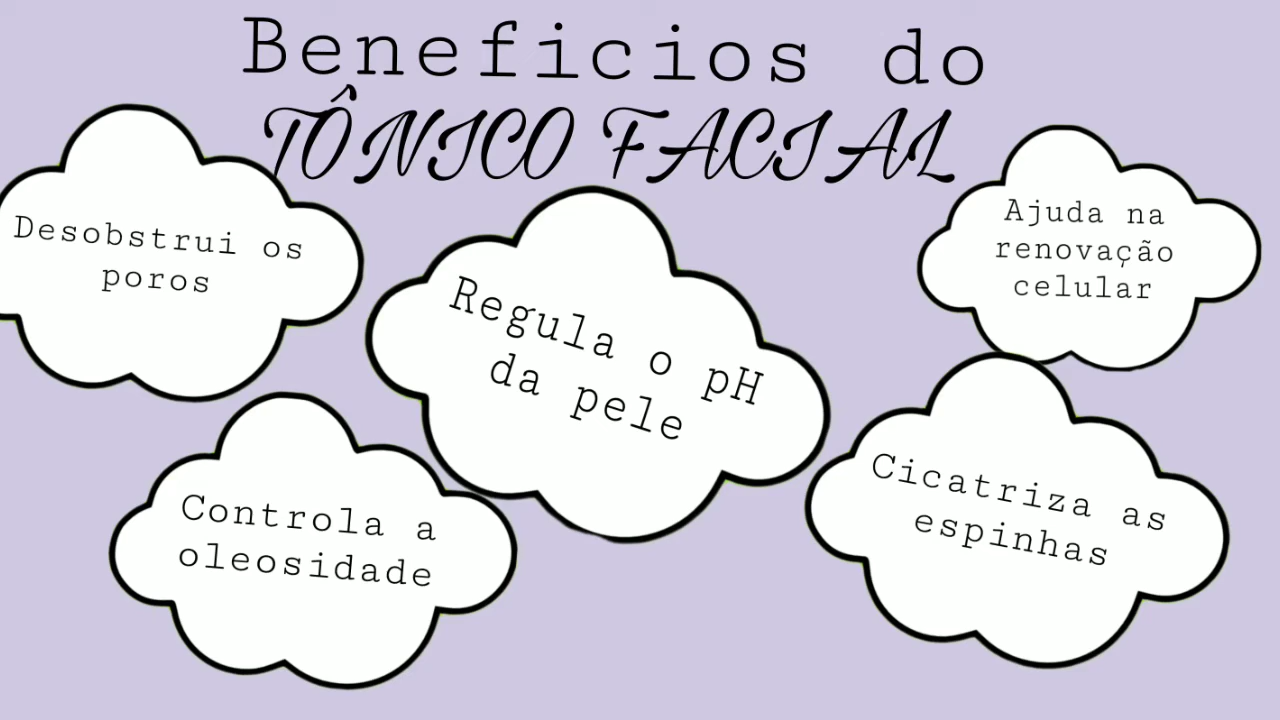 Beneficios do
TÔNICO FACIAL
Desobstrui os
poros
Regula o pH
da pele
Ajuda na
renovação
celular
Controla a
oleosidade
Cicatriza as
espinhas